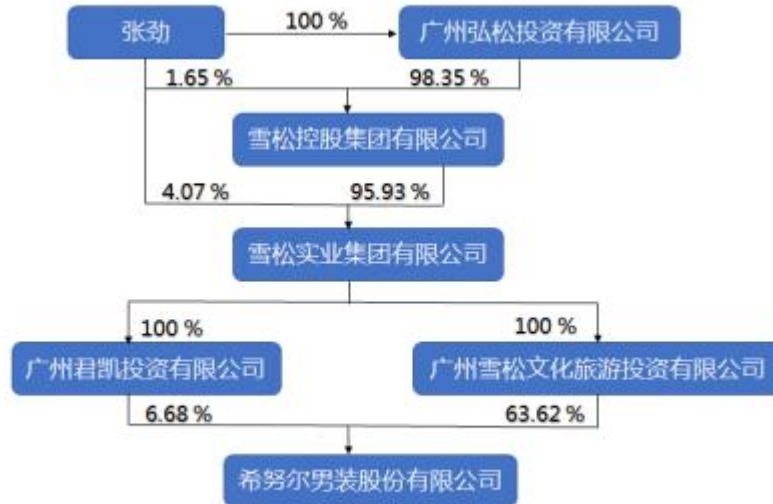 张劲
100 %
广州弘松投资有限公司
1.65 %
98.35 %
雪松控股集团有限公司
4.07 %
95.93 %
雪松实业集团有限公司
100 %
100 %
广州君凯投资有限公司
广州雪松文化旅游投资有限公司
6.68 %
63.62 %
希努尔男装股份有限公司